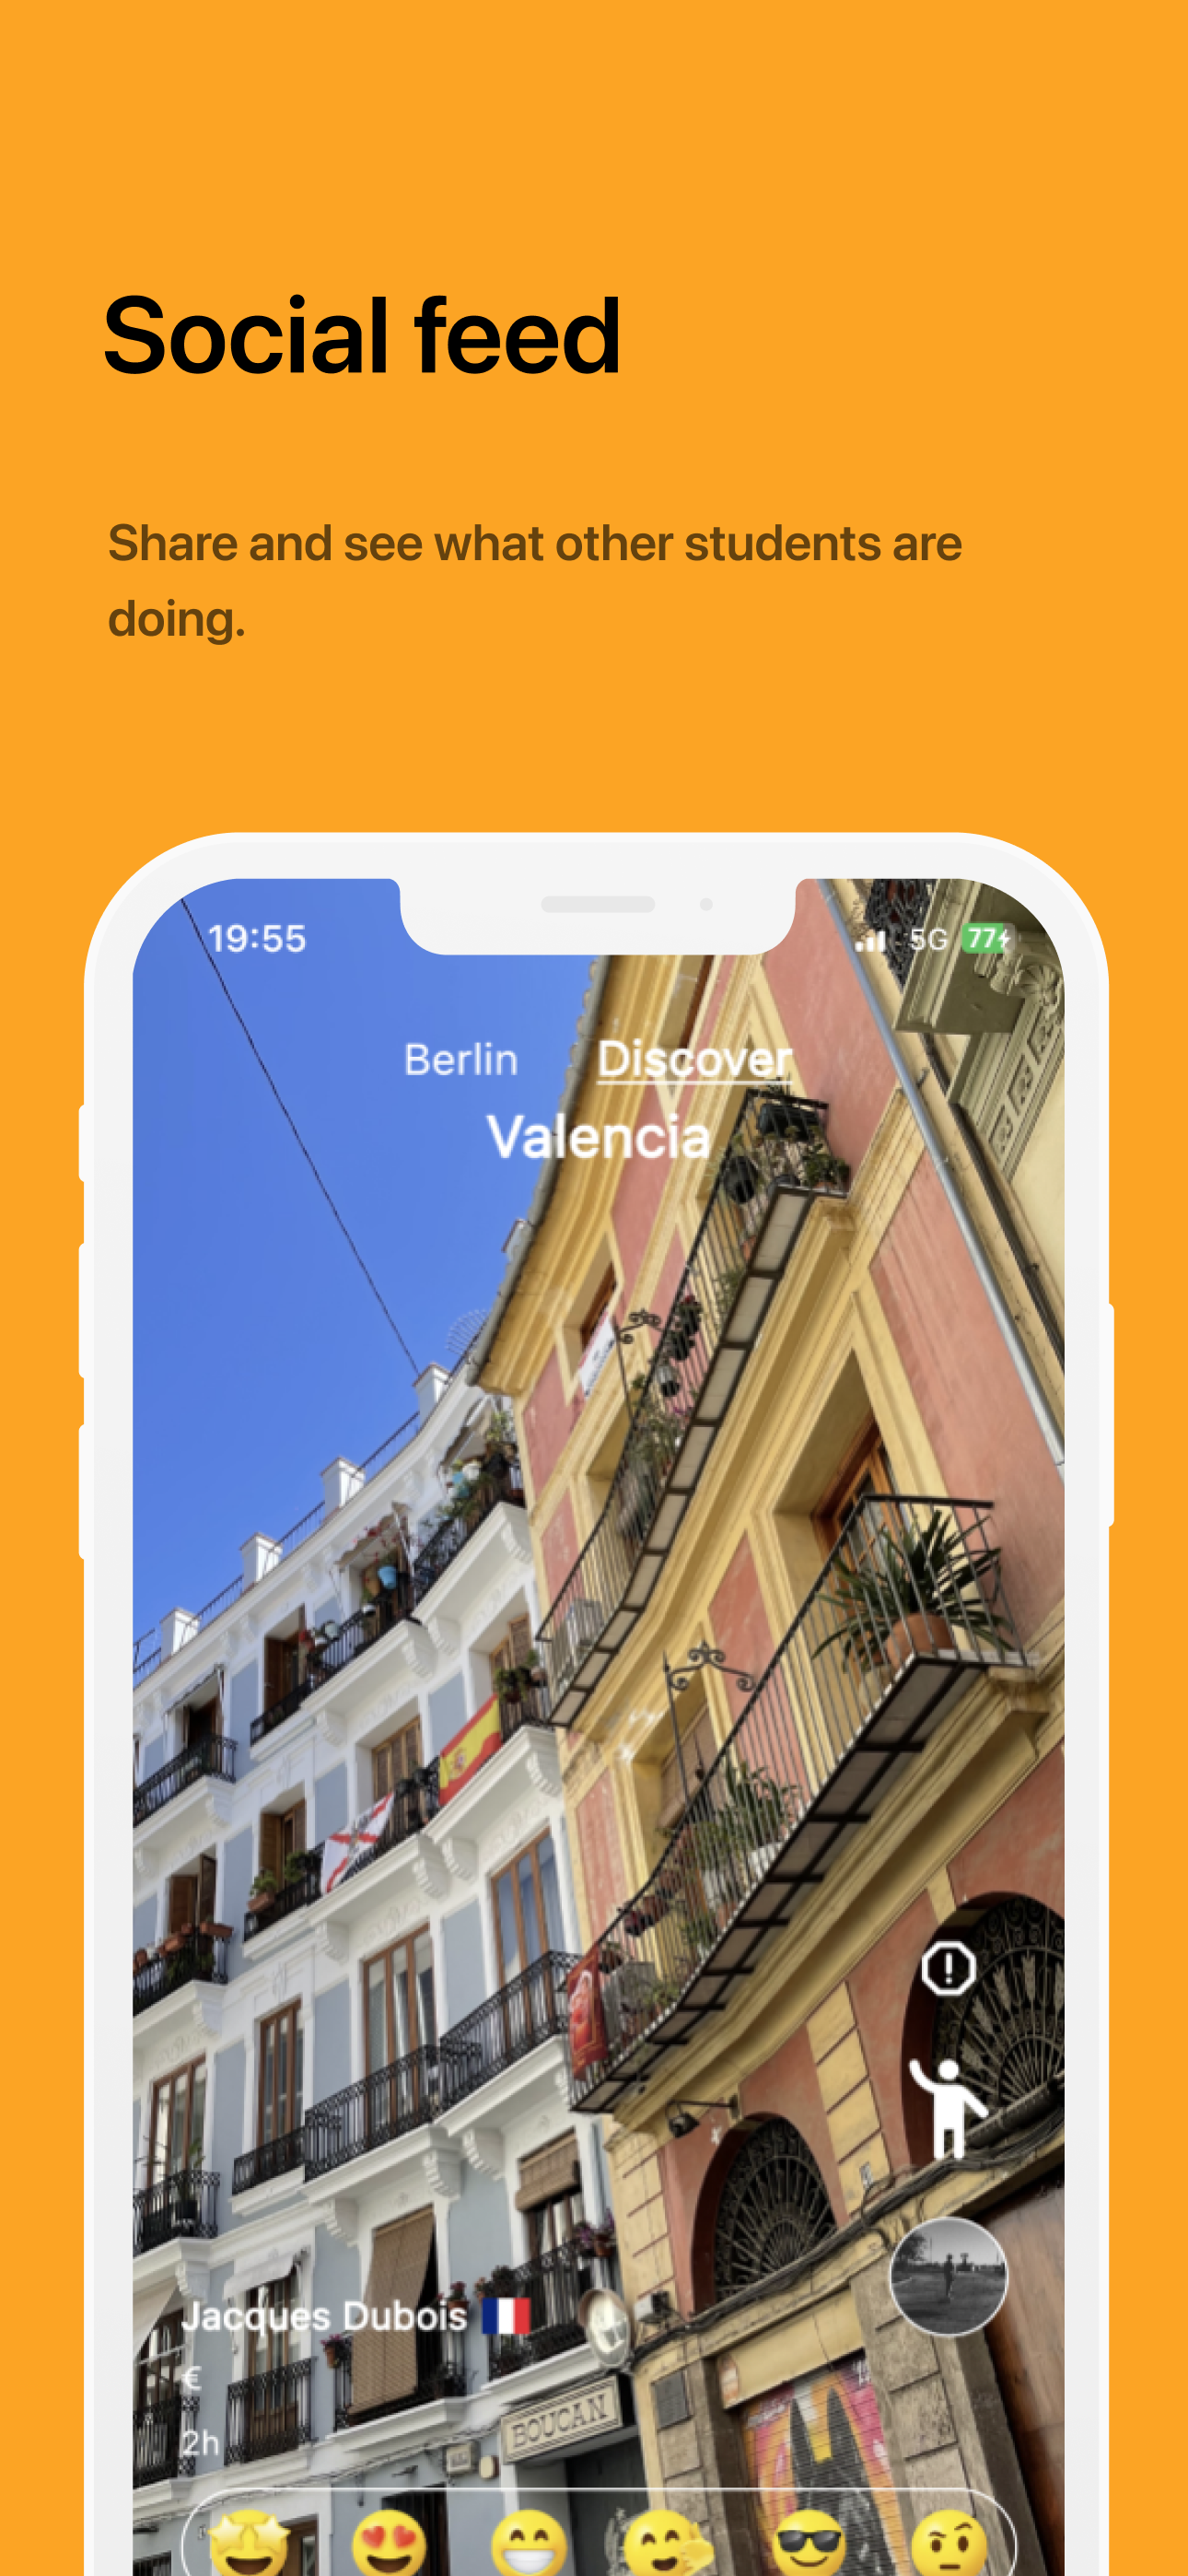 Social feed
Share and see what other students are
doing.
19:55
5G 77
Berlin Discover
Valencia
Jacques Dubois
€
2h
BOUCAN